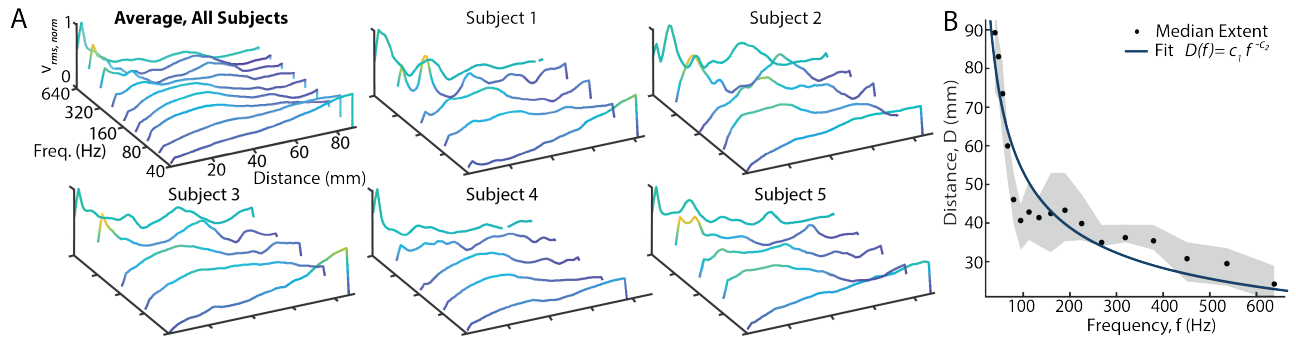 A
Average, All Subjects
Subject 1
Subject 2
B
v rms, norm
1
0
640
320
160
80
40
Freq. (Hz)
20
40
60
80
Distance (mm)
Subject 3
Subject 4
Subject 5
Median Extent
Fit D(f)= c₁ f ^-c₂
Distance, D (mm)
90
80
70
60
50
40
30
100
200
300
400
500
600
Frequency, f (Hz)